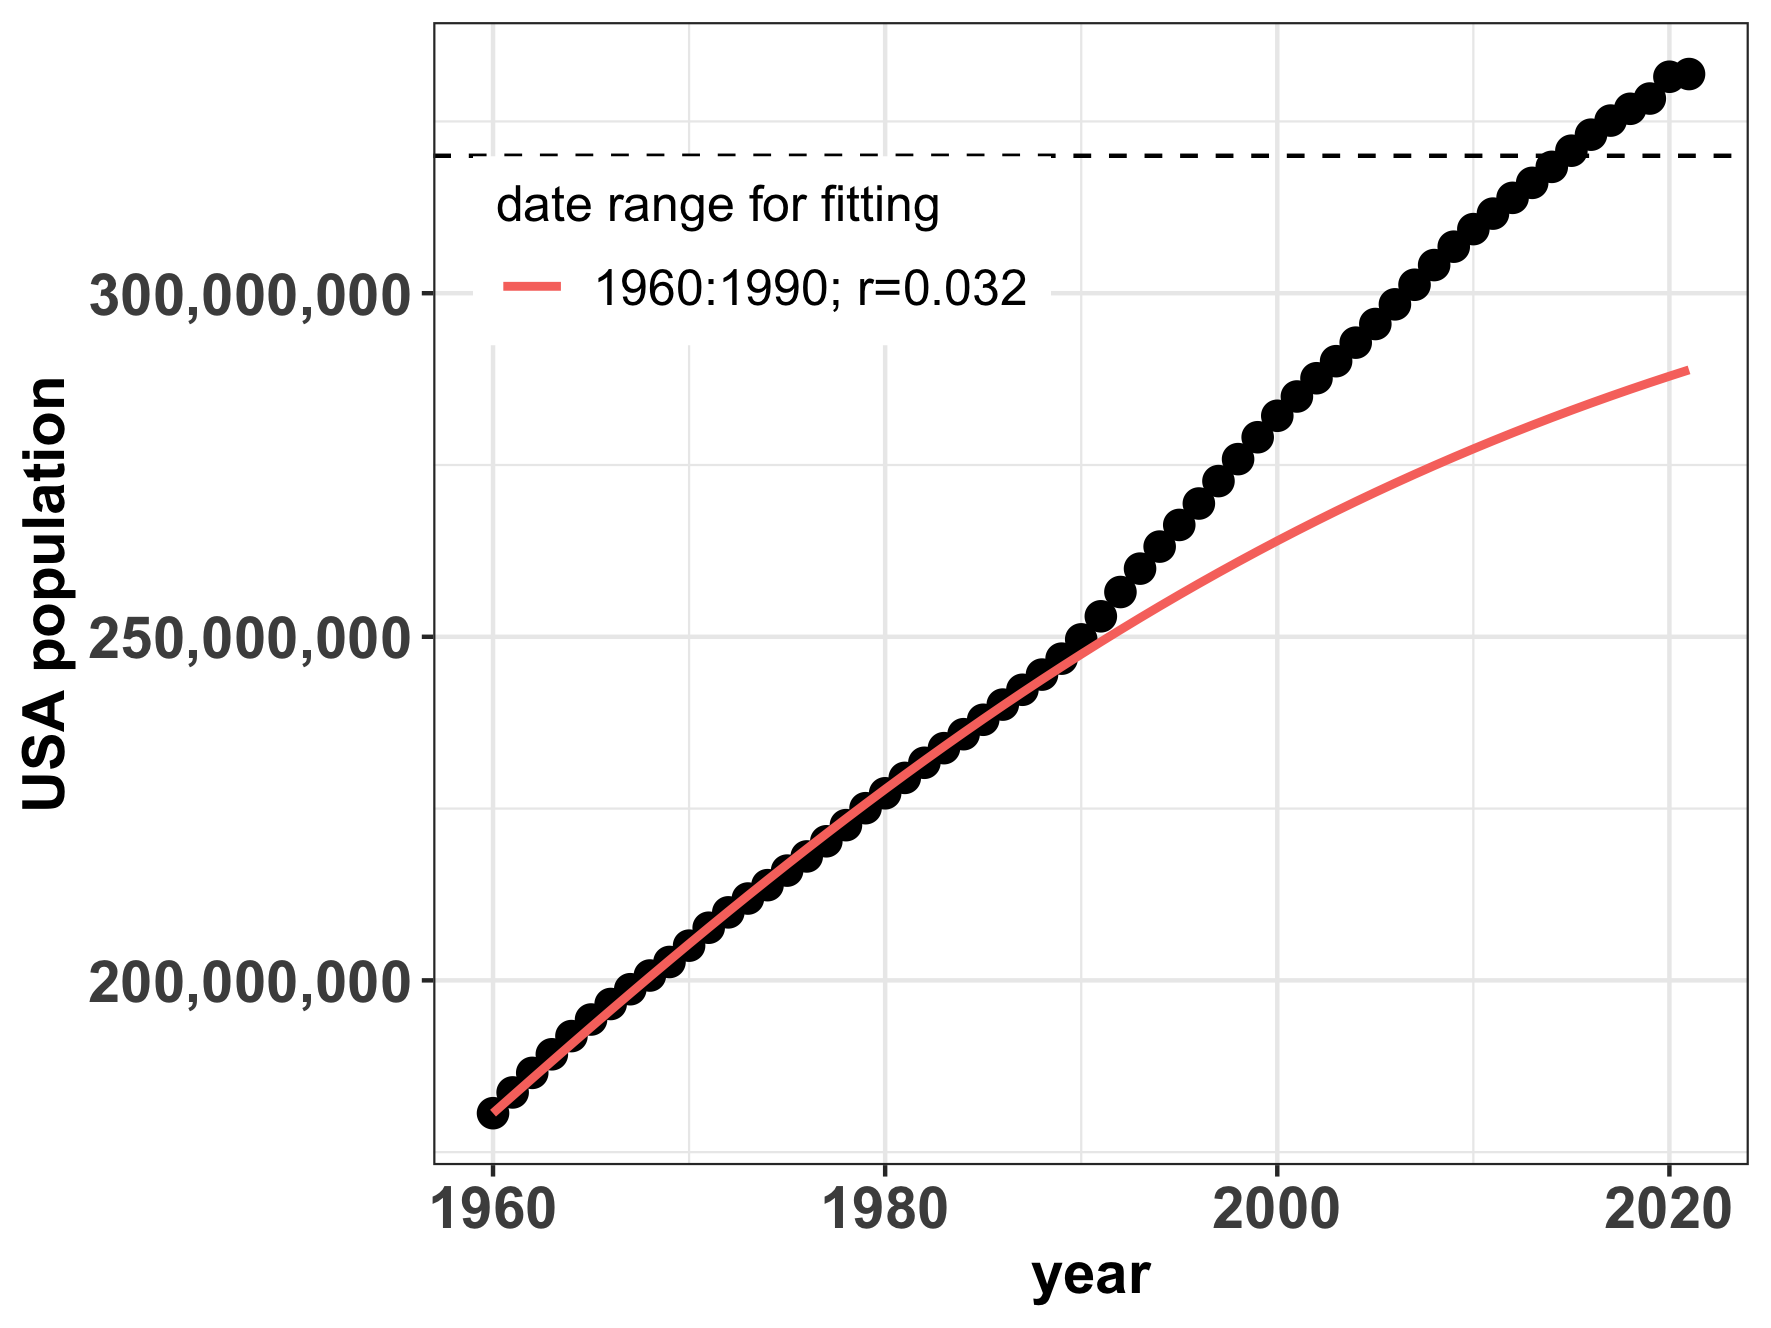 date range for fitting
1960:1990; r=0.032
300,000,000
250,000,000
200,000,000
USA population
1960 1980 2000 2020
year